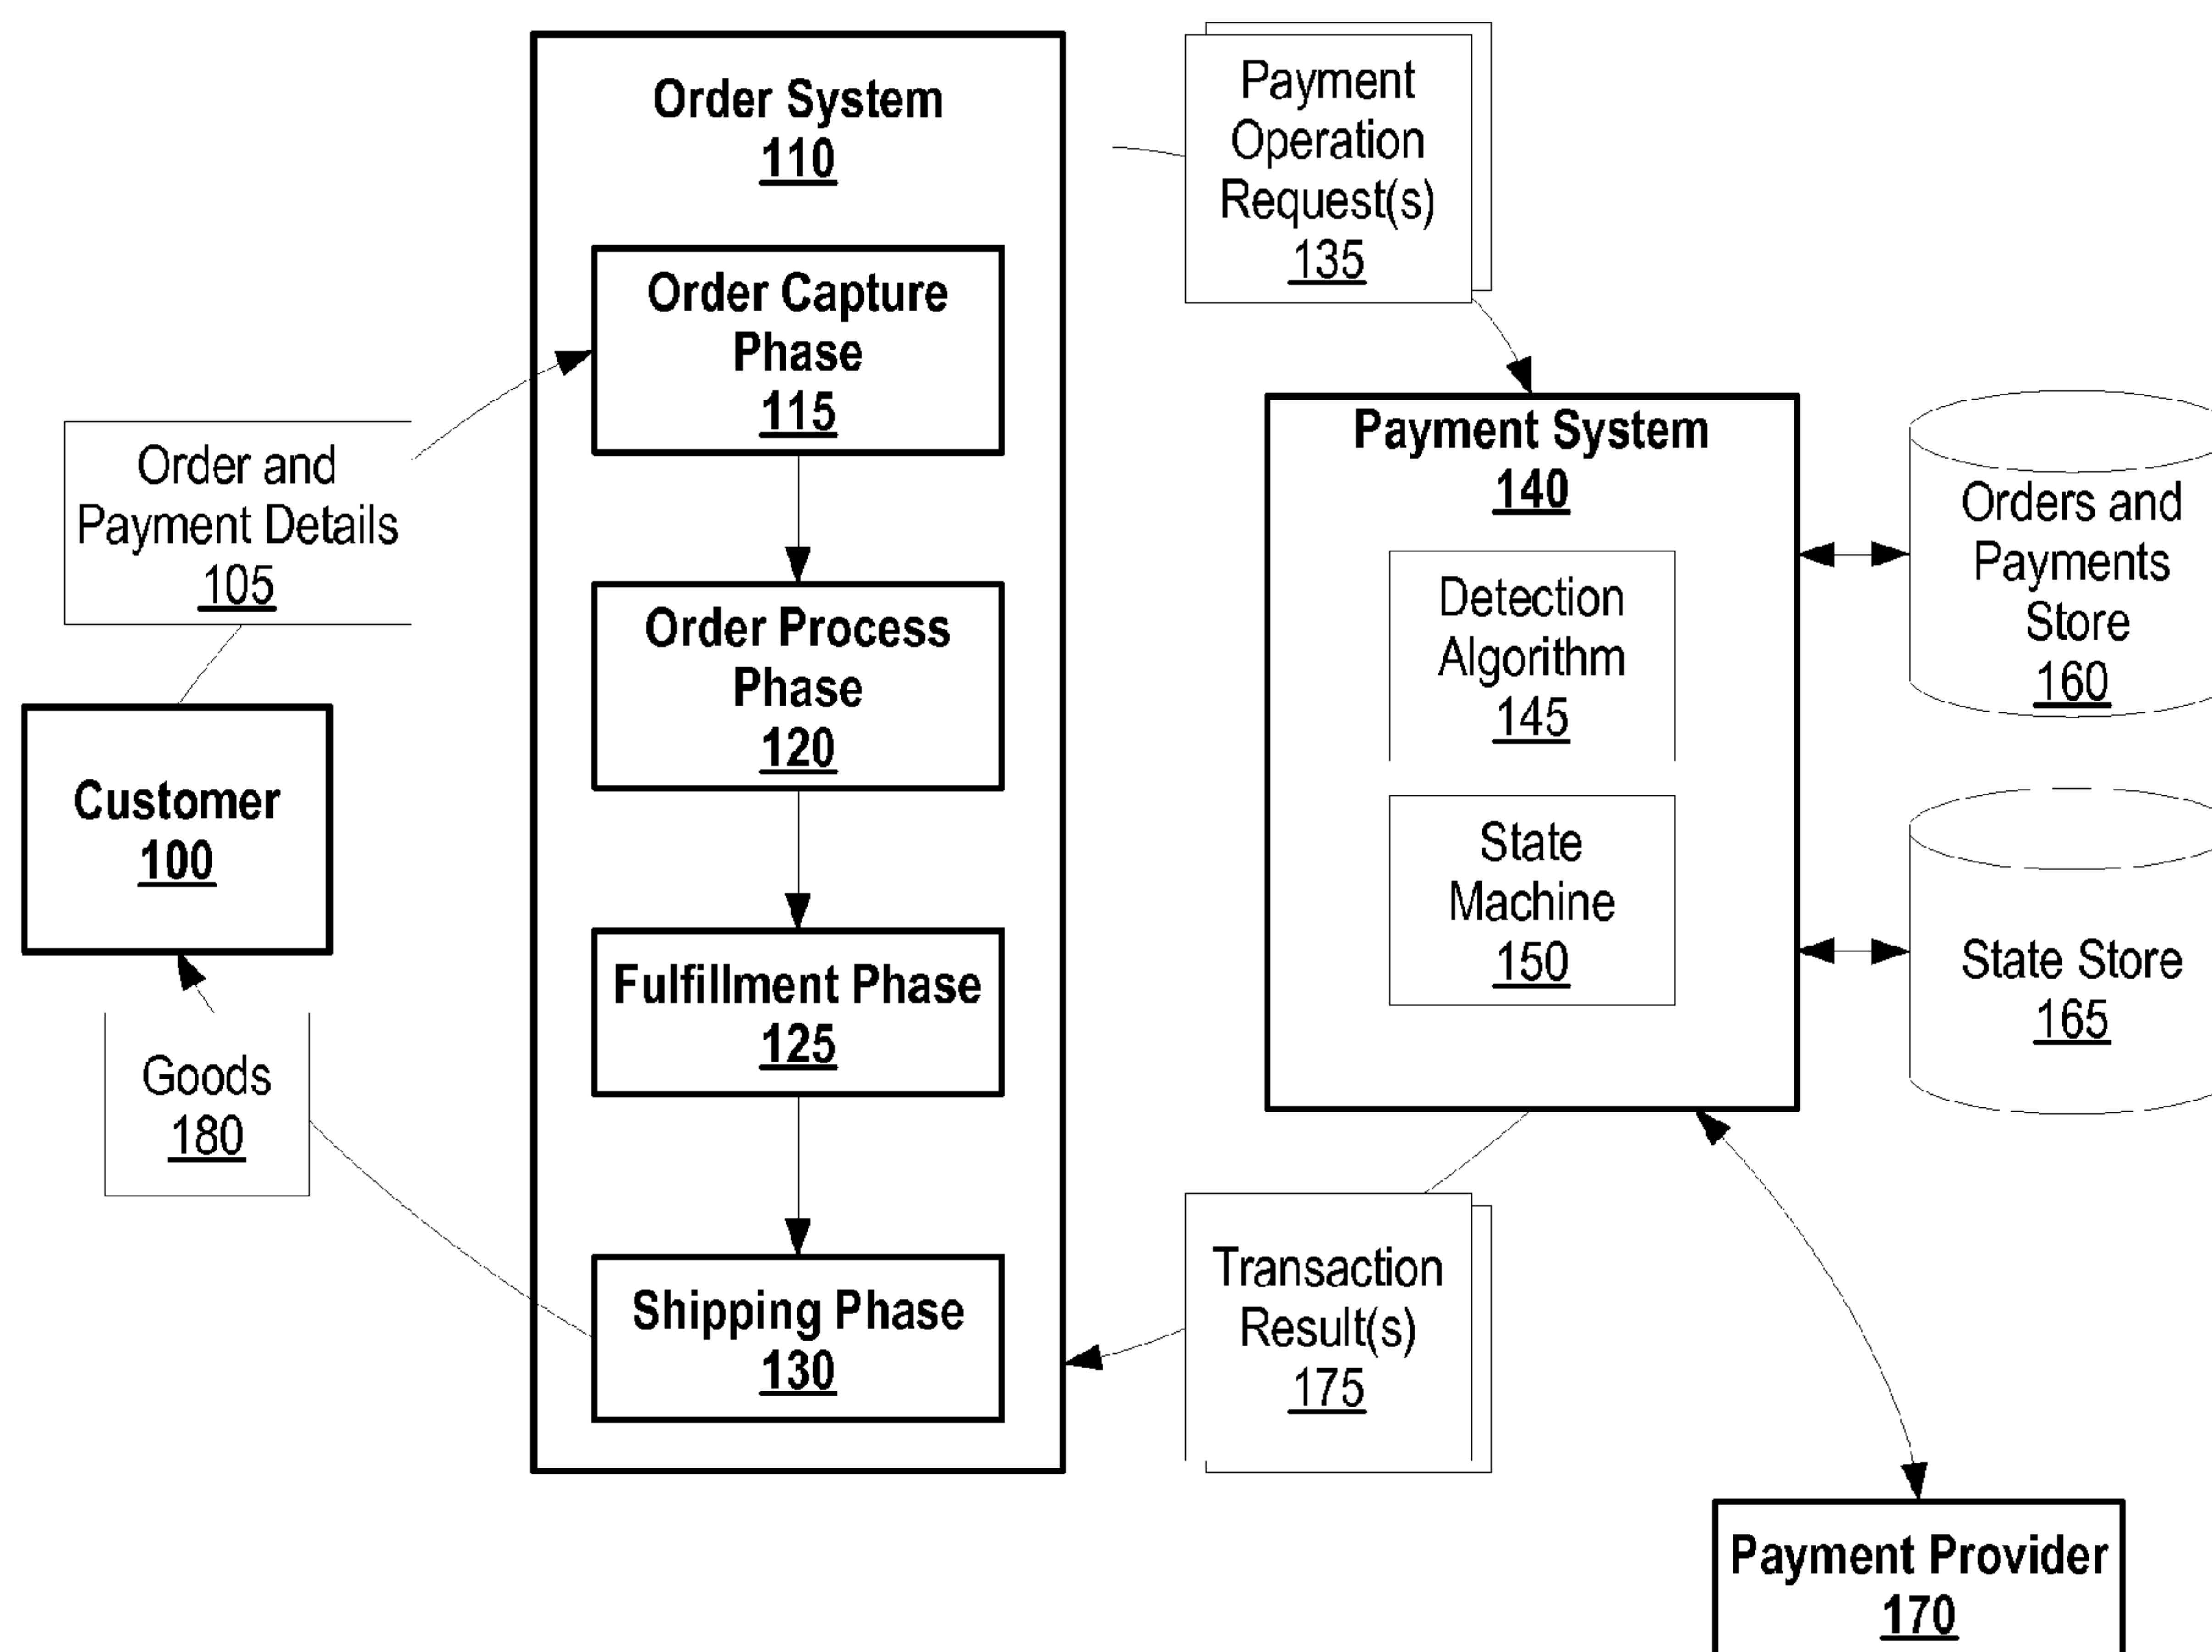 Order System
110
Order Capture
Phase
115
Order Process
Phase
120
Fulfillment Phase
125
Shipping Phase
130
Order and
Payment Details
105
Customer
100
Goods
180
Payment
Operation
Request(s)
135
Payment System
140
Detection
Algorithm
145
State
Machine
150
Orders and
Payments
Store
160
State Store
165
Transaction
Result(s)
175
Payment Provider
170